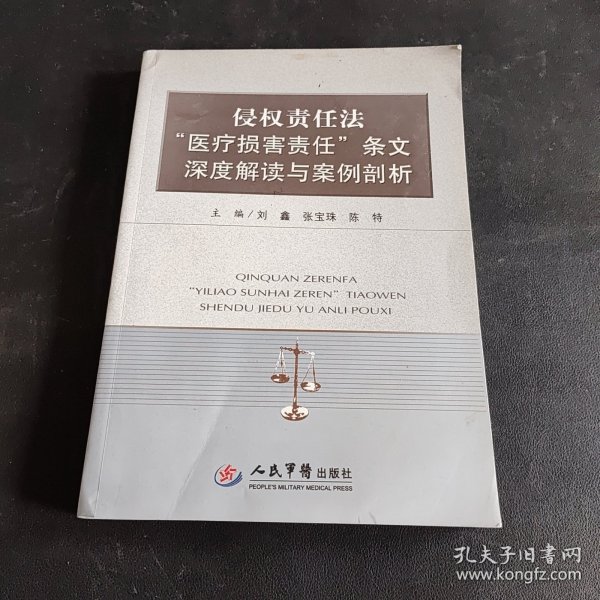 侵权责任法
“医疗损害责任”条文
深度解读与案例剖析
主 编/刘 鑫 张宝珠 陈 特
QINQUAN ZERENFA
“YILIAO SUNHAI ZEREN” TIAOWEN
SHENDU JIEDU YU ANLI POUXI
人民军醫出版社
PEOPLE'S MILITARY MEDICAL PRESS
孔夫子旧書网
www.kongfz.com